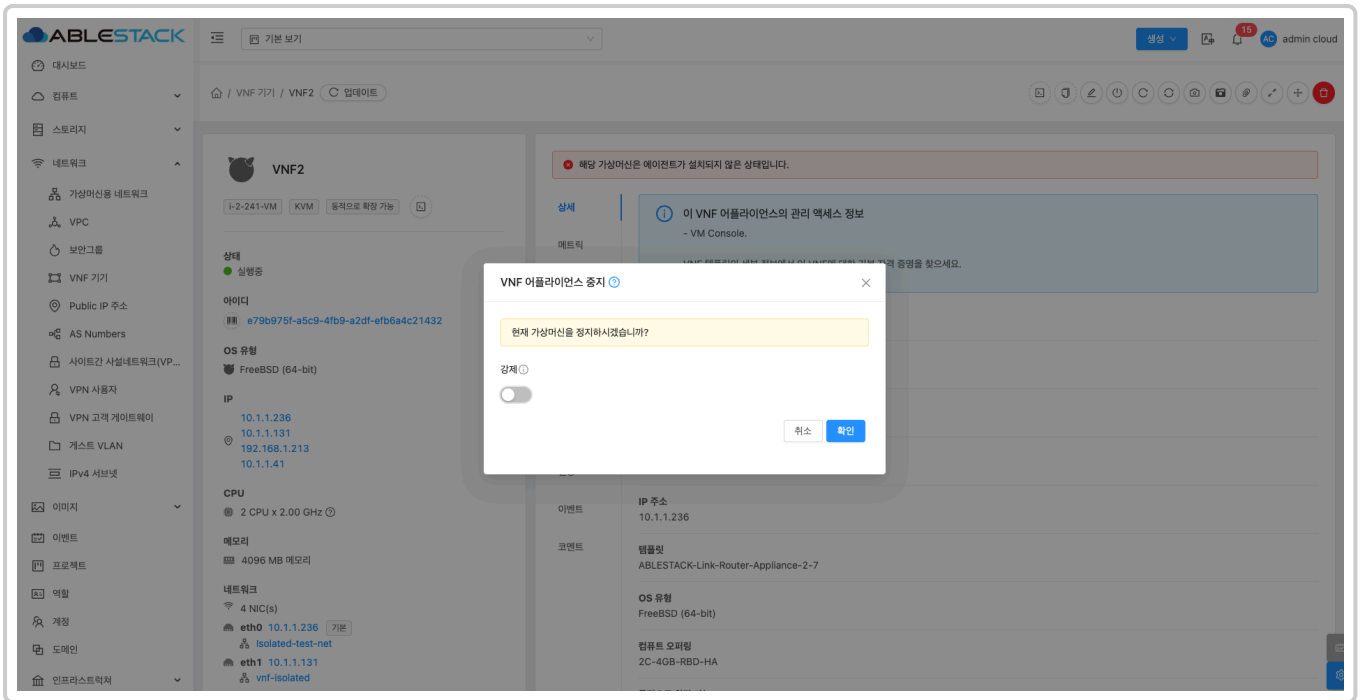 ABLESTACK
기본 보기
생성
15
AC
admin cloud
대시보드
컴퓨트
스토리지
네트워크
가상머신용 네트워크
VPC
보안그룹
VNF 기기
Public IP 주소
AS Numbers
사이트간 사설네트워크(VP...
VPN 사용자
VPN 고객 게이트웨이
게스트 VLAN
IPv4 서브넷
이미지
이벤트
프로젝트
역할
계정
도메인
인프라스트럭쳐
/ VNF 기기 / VNF2 업데이트
VNF2
i-2-241-VM KVM 동적으로 확장 가능
상태
실행중
아이디
e79b975f-a5c9-4fb9-a2df-efb6a4c21432
OS 유형
FreeBSD (64-bit)
IP
10.1.1.236
10.1.1.131
192.168.1.213
10.1.1.41
CPU
2 CPU x 2.00 GHz
메모리
4096 MB 메모리
네트워크
4 NIC(s)
eth0 10.1.1.236 기본
Isolated-test-net
eth1 10.1.1.131
vnf-isolated
해당 가상머신은 에이전트가 설치되지 않은 상태입니다.
상세
메트릭
이벤트
코멘트
이 VNF 어플라이언스의 관리 액세스 정보
- VM Console.
자격 증명을 찾으세요.
VNF 어플라이언스 중지
현재 가상머신을 정지하시겠습니까?
강제
취소
확인
IP 주소
10.1.1.236
템플릿
ABLESTACK-Link-Router-Appliance-2-7
OS 유형
FreeBSD (64-bit)
컴퓨트 오퍼링
2C-4GB-RBD-HA